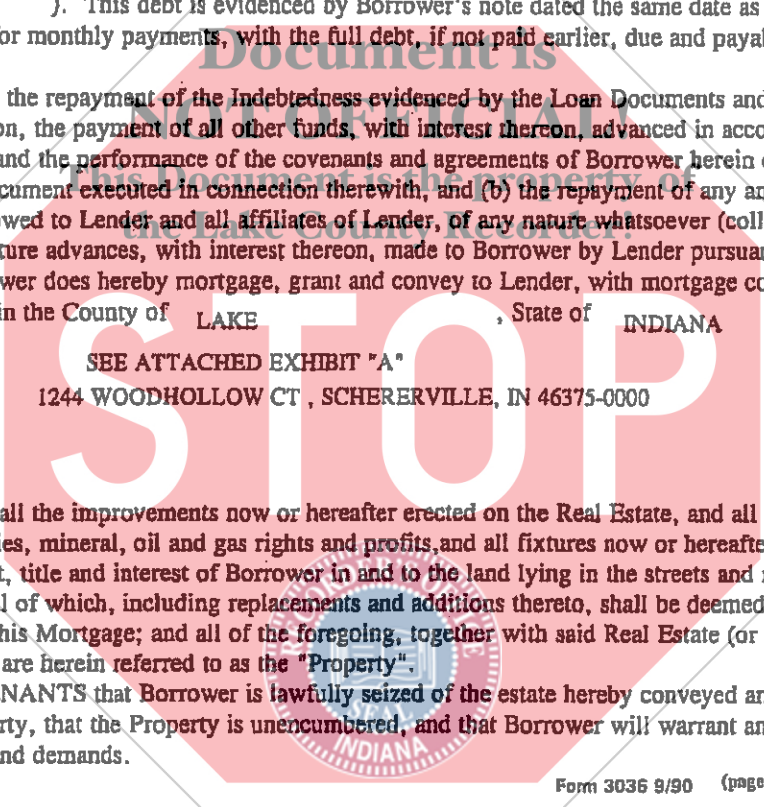 ). This debt is evidenced by Borrower's note dated the same date as
or monthly payments, with the full debt, if not paid earlier, due and payab
Document is
the repayment of the Indebtedness evidenced by the Loan Documents and
NOT OFFICIAL!
on, the payment of all other funds, with interest thereon, advanced in acco
and the performance of the covenants and agreements of Borrower herein
This Document is the property of
cument executed in connection therewith, and (b) the repayment of any an
the Lake County Recorder!
wed to Lender and all affiliates of Lender, of any nature whatsoever (coll
ture advances, with interest thereon, made to Borrower by Lender pursuan
wer does hereby mortgage, grant and convey to Lender, with mortgage co
in the County of LAKE , State of INDIANA
SEE ATTACHED EXHIBIT "A"
1244 WOODHOLLOW CT , SCHERERVILLE, IN 46375-0000
STOP
all the improvements now or hereafter erected on the Real Estate, and all
ies, mineral, oil and gas rights and profits and all fixtures now or hereafte
t, title and interest of Borrower in and to the land lying in the streets and
l of which, including replacements and additions thereto, shall be deemed
his Mortgage; and all of the foregoing, together with said Real Estate (or
are herein referred to as the "Property".
NANTS that Borrower is lawfully seized of the estate hereby conveyed an
rty, that the Property is unencumbered, and that Borrower will warrant an
nd demands.
SEAL
INDIANA
Form 3036 9/90 (page